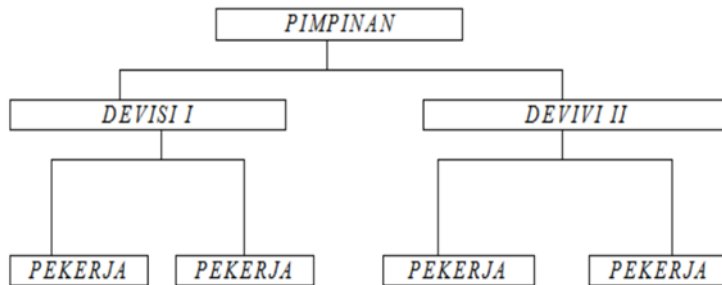 PIMPINAN
DEVISI I
DEVIVI II
PEKERJA
PEKERJA
PEKERJA
PEKERJA